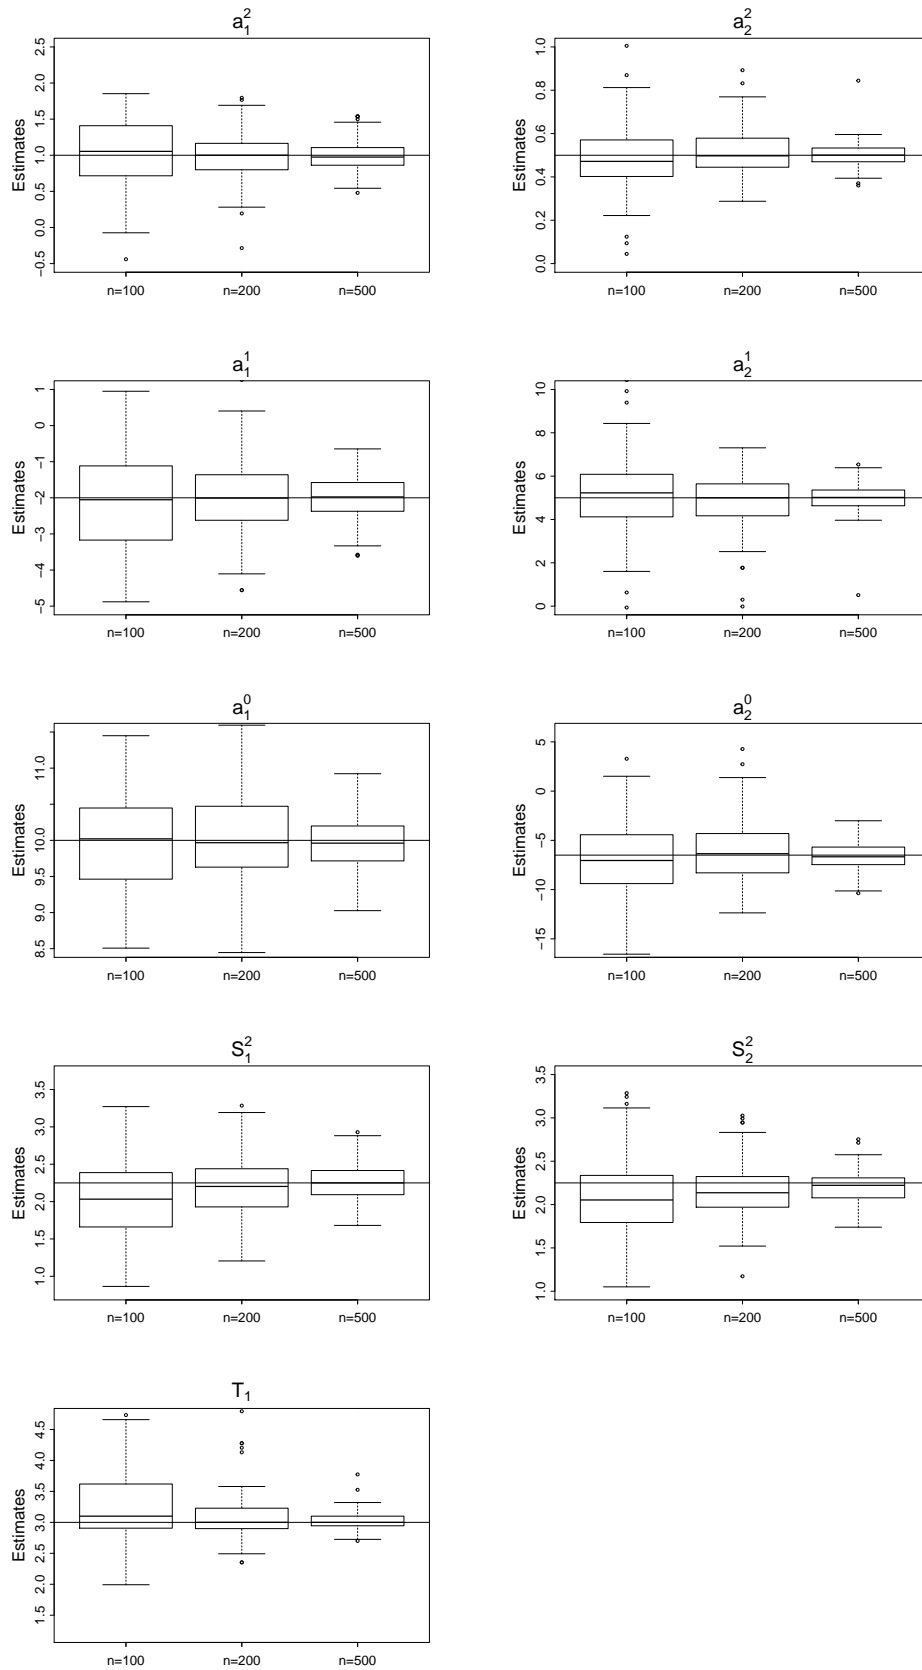 a₁² a₂²
Estimates
−0.5 0.0 0.5 1.0 1.5 2.0 2.5
n=100 n=200 n=500
Estimates
0.0 0.2 0.4 0.6 0.8 1.0
n=100 n=200 n=500
a₁¹ a₂¹
Estimates
−5 −4 −3 −2 −1 0 1
n=100 n=200 n=500
Estimates
0 2 4 6 8 10
n=100 n=200 n=500
a₁⁰ a₂⁰
Estimates
8.5 9.0 9.5 10.0 11.0
n=100 n=200 n=500
Estimates
−15 −10 −5 0 5
n=100 n=200 n=500
S₁² S₂²
Estimates
1.0 1.5 2.0 2.5 3.0 3.5
n=100 n=200 n=500
Estimates
1.0 1.5 2.0 2.5 3.0 3.5
n=100 n=200 n=500
T₁
Estimates
1.5 2.0 2.5 3.0 3.5 4.0 4.5
n=100 n=200 n=500